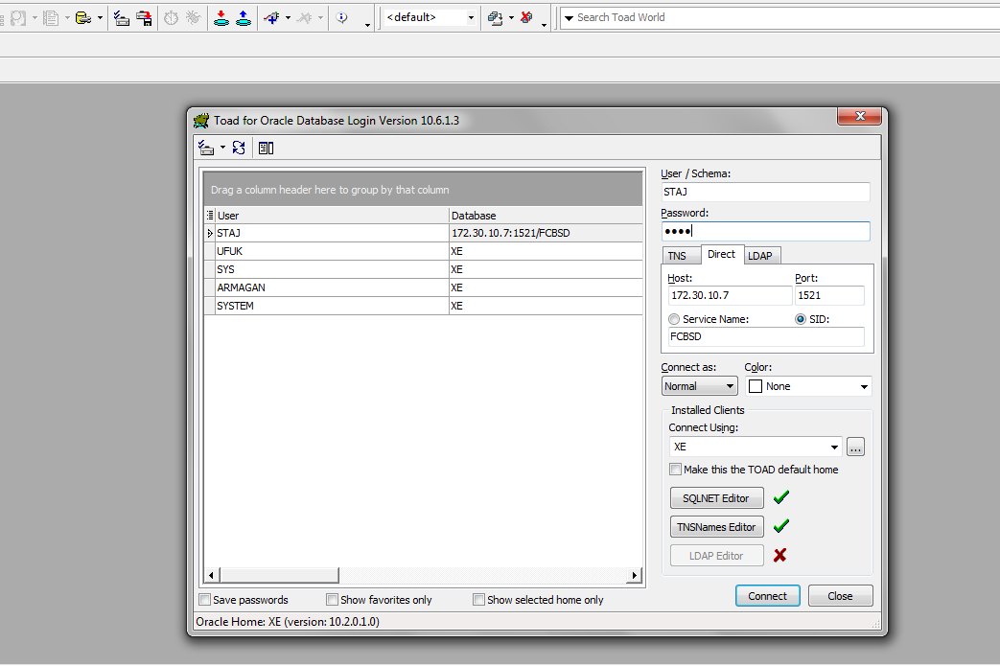 <default>
Search Toad World
Toad for Oracle Database Login Version 10.6.1.3
Drag a column header here to group by that column
User Database
STAJ 172.30.10.7:1521/FCBSD
UFUK XE
SYS XE
ARMAGAN XE
SYSTEM XE
Save passwords Show favorites only Show selected home only
User / Schema:
STAJ
Password:
••••
TNS Direct LDAP
Host: Port:
172.30.10.7 1521
Service Name: SID:
FCBSD
Connect as: Color:
Normal None
Installed Clients
Connect Using:
XE ...
Make this the TOAD default home
SQLNET Editor
TNSNames Editor
LDAP Editor
Connect Close
Oracle Home: XE (version: 10.2.0.1.0)